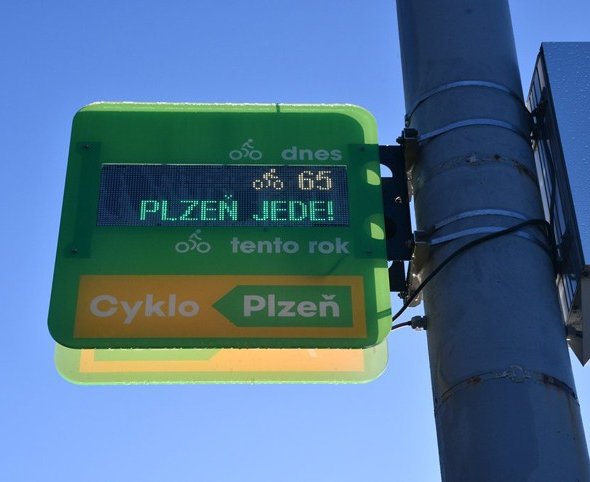 dnes
65
PLZEŇ JEDE!
tento rok
Cyklo Plzeň